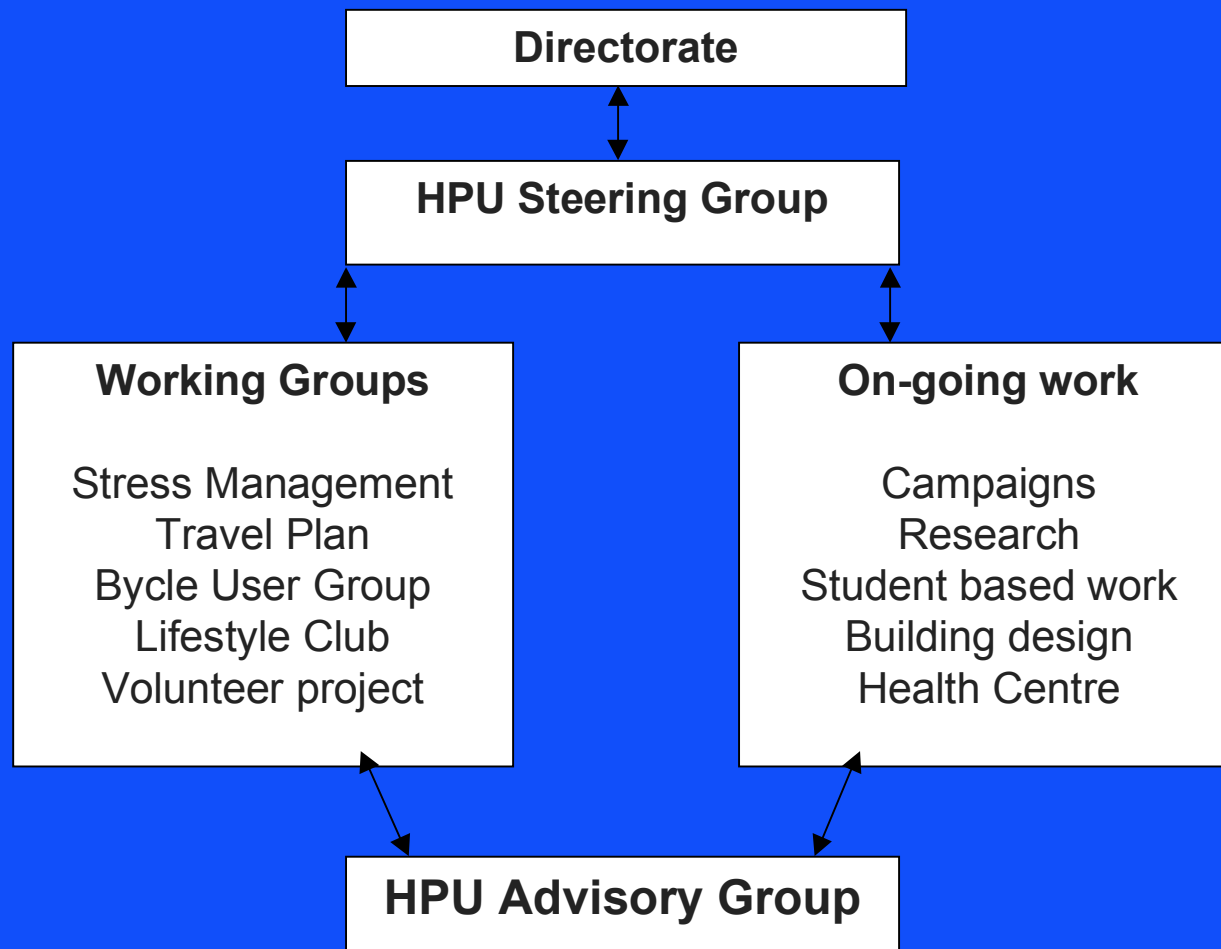 Directorate
HPU Steering Group
Working Groups
Stress Management
Travel Plan
Bycle User Group
Lifestyle Club
Volunteer project
On-going work
Campaigns
Research
Student based work
Building design
Health Centre
HPU Advisory Group